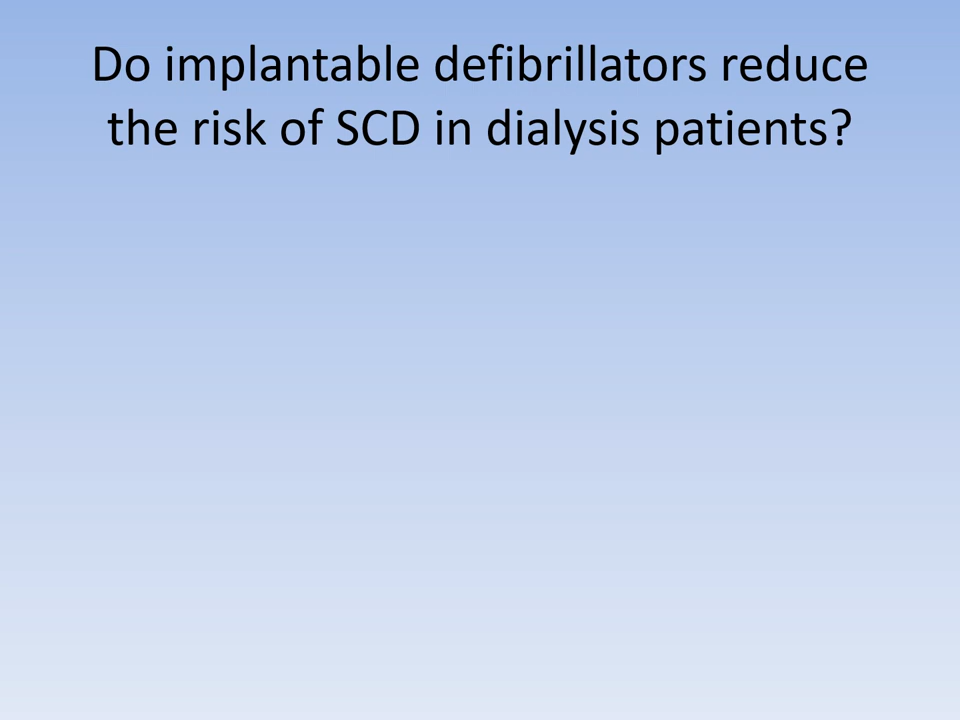 Do implantable defibrillators reduce
the risk of SCD in dialysis patients?